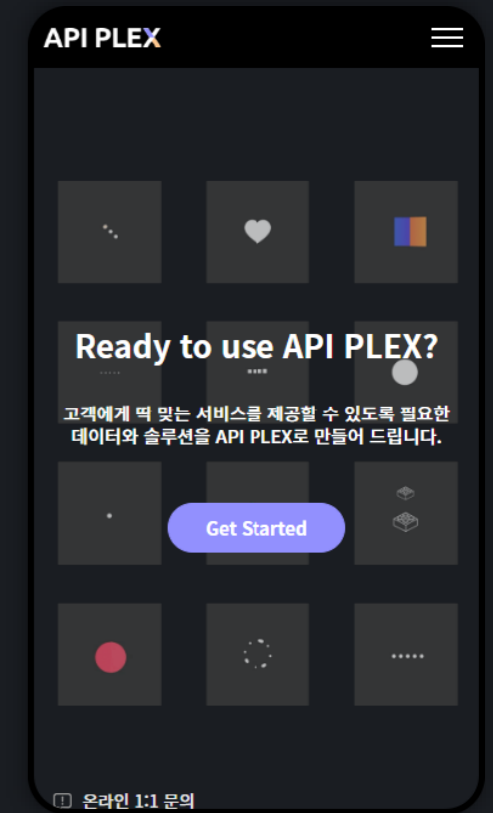 API PLEX
Ready to use API PLEX?
고객에게 딱 맞는 서비스를 제공할 수 있도록 필요한
데이터와 솔루션을 API PLEX로 만들어 드립니다.
Get Started
온라인 1:1 문의